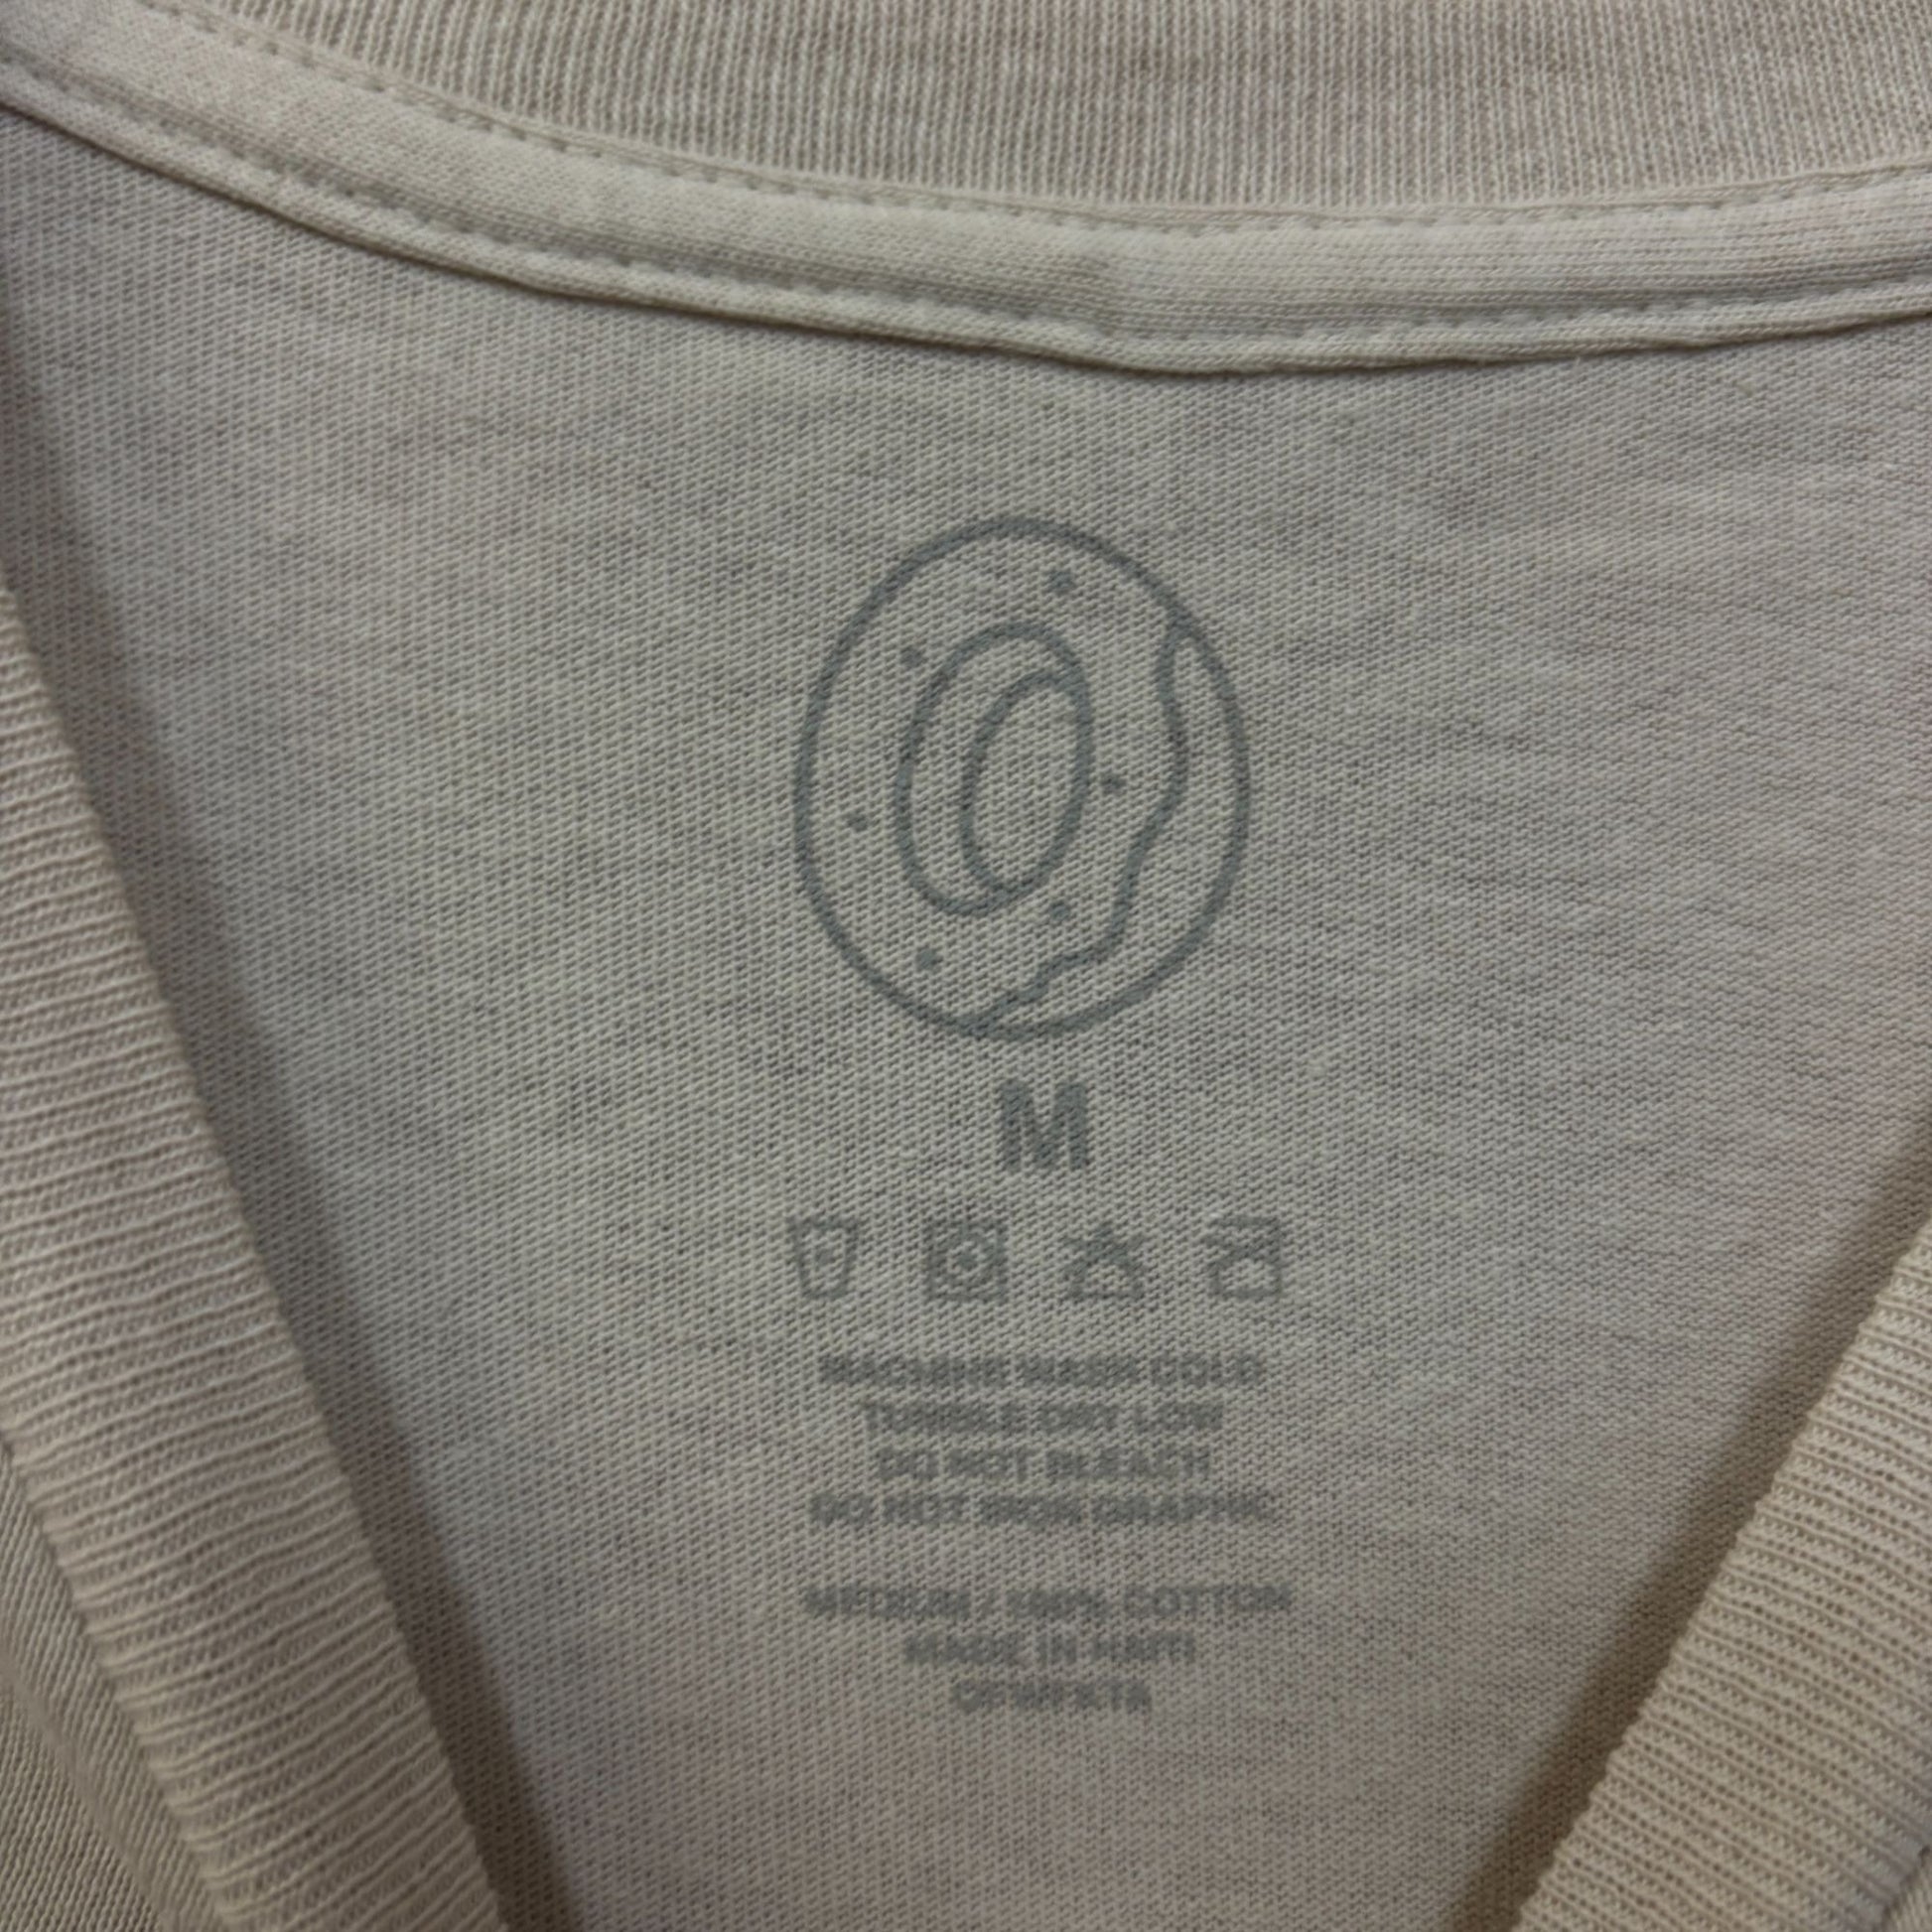 M
MACHINE WASH COLD
TUMBLE DRY LOW
DO NOT BLEACH
DO NOT IRON GRAPHIC
MEDIUM / 100% COTTON
MADE IN HAITI